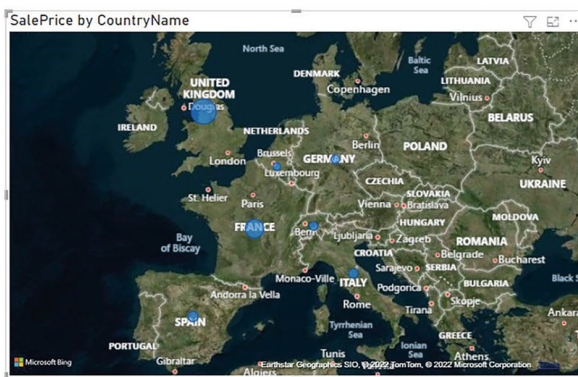 SalePrice by CountryName
North Sea
Baltic
Sea
LATVIA
DENMARK
Copenhagen
LITHUANIA
Vilnius
UNITED
KINGDOM
Douglas
BELARUS
IRELAND
NETHERLANDS
Berlin
POLAND
London
Brussels
GERMANY
Kyiv
Luxembourg
CZECHIA
UKRAINE
St. Helier
Paris
SLOVAKIA
Vienna
Bratislava
MOLDOVA
HUNGARY
FRANCE
Bern
Ljubljana
Zagreb
ROMANIA
Bay
of Biscay
CROATIA
Belgrade
Bucharest
Sarajevo
SERBIA
Monaco-Ville
Black S
Andorra la Vella
ITALY
Podgorica
BULGARIA
Rome
Skopje
SPAIN
Tirana
Ankara
Tyrrhenian
Sea
PORTUGAL
GREECE
Ionian
Sea
Gibraltar
Tunis
Athens
Algiers
Microsoft Bing
Earthstar Geographics SIO, © 2022 TomTom, © 2022 Microsoft Corporation